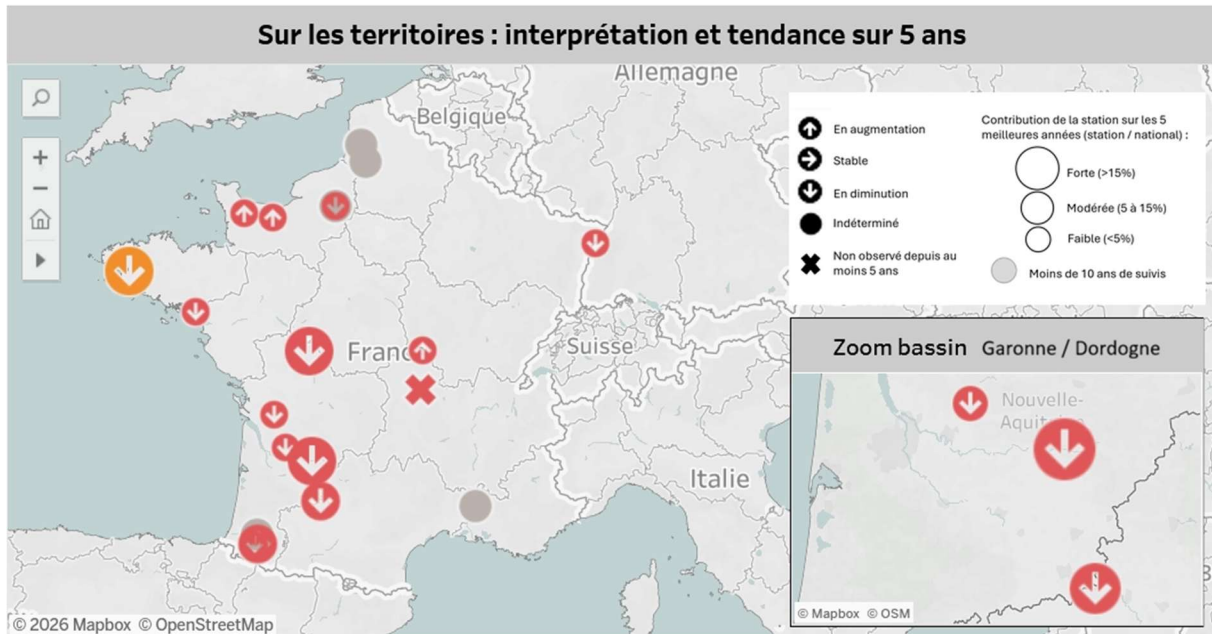 Sur les territoires : interprétation et tendance sur 5 ans
Allemagne
Belgique
Suisse
Italie
En augmentation
Stable
En diminution
Indéterminé
Non observé depuis au
moins 5 ans
Contribution de la station sur les 5
meilleures années (station / national) :
Forte (>15%)
Modérée (5 à 15%)
Faible (<5%)
Moins de 10 ans de suivis
Zoom bassin Garonne / Dordogne
Nouvelle-
© Mapbox © OSM
© 2026 Mapbox © OpenStreetMap